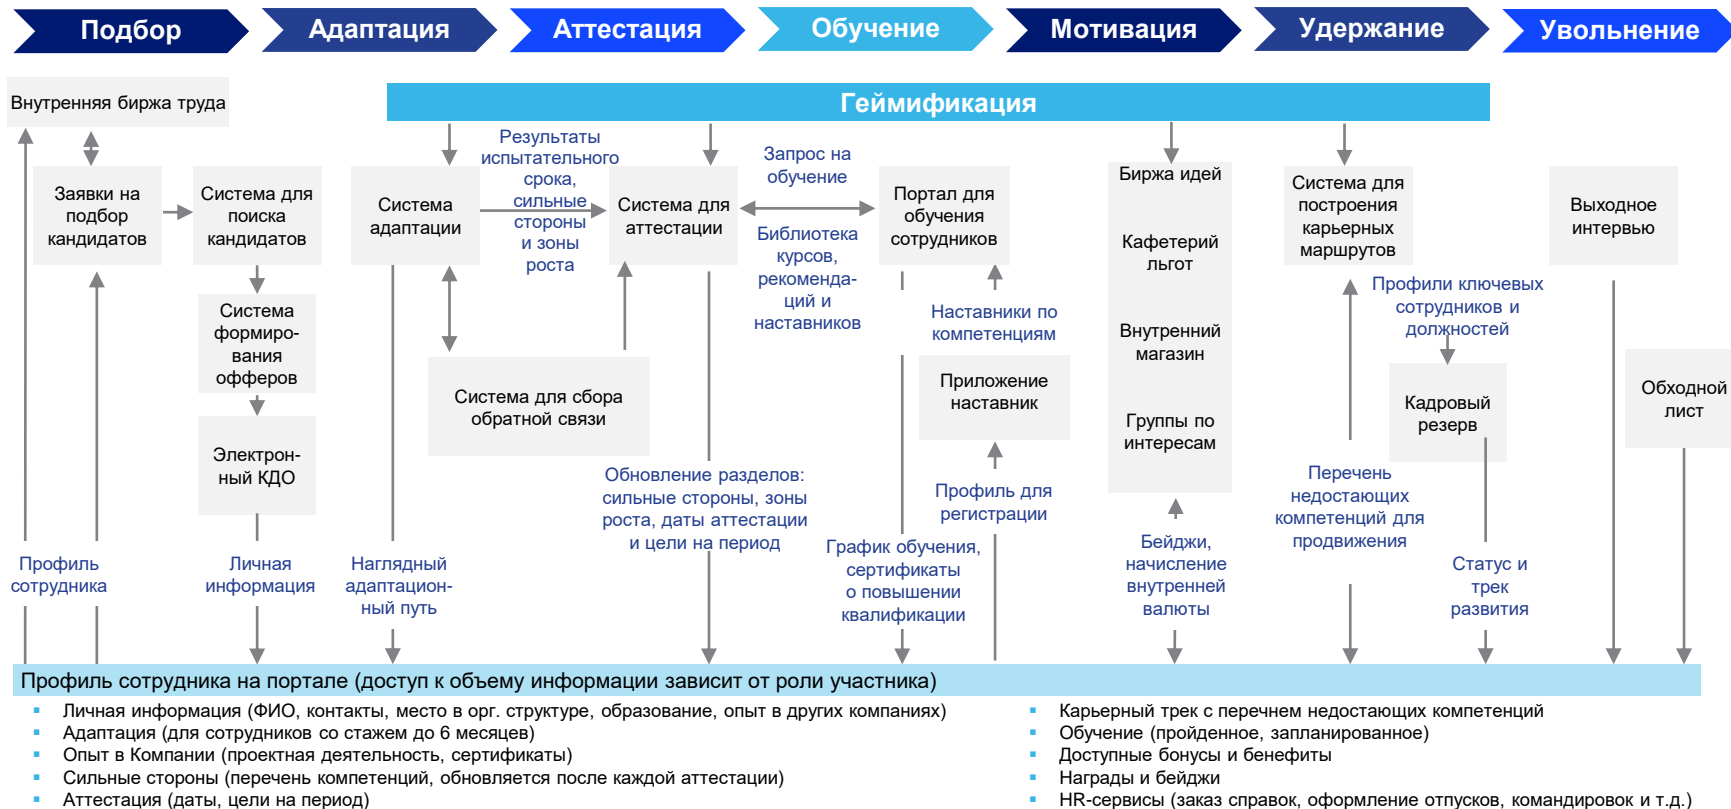 Подбор
Адаптация
Аттестация
Обучение
Мотивация
Удержание
Увольнение
Внутренняя биржа труда
Геймификация
Заявки на
подбор
кандидатов
Система для
поиска
кандидатов
Система
формиро-
вания
офферов
Электрон-
ный КДО
Профиль
сотрудника
Личная
информация
Система
адаптации
Результаты
испытательного
срока,
сильные
стороны
и зоны
роста
Система для
аттестации
Запрос на
обучение
Библиотека
курсов,
рекоменда-
ций и
наставников
Портал для
обучения
сотрудников
Система для сбора
обратной связи
Наглядный
адаптацион-
ный путь
Обновление разделов:
сильные стороны, зоны
роста, даты аттестации
и цели на период
Наставники по
компетенциям
Приложение
наставник
Профиль для
регистрации
График обучения,
сертификаты
о повышении
квалификации
Биржа идей
Кафетерий
льгот
Внутренний
магазин
Группы по
интересам
Бейджи,
начисление
внутренней
валюты
Система для
построения
карьерных
маршрутов
Профили ключевых
сотрудников и
должностей
Кадровый
резерв
Перечень
недостающих
компетенций для
продвижения
Статус и
трек
развития
Выходное
интервью
Обходной
лист
Профиль сотрудника на портале (доступ к объему информации зависит от роли участника)
▪ Личная информация (ФИО, контакты, место в орг. структуре, образование, опыт в других компаниях)
▪ Адаптация (для сотрудников со стажем до 6 месяцев)
▪ Опыт в Компании (проектная деятельность, сертификаты)
▪ Сильные стороны (перечень компетенций, обновляется после каждой аттестации)
▪ Аттестация (даты, цели на период)
▪ Карьерный трек с перечнем недостающих компетенций
▪ Обучение (пройденное, запланированное)
▪ Доступные бонусы и бенефиты
▪ Награды и бейджи
▪ HR-сервисы (заказ справок, оформление отпусков, командировок и т.д.)